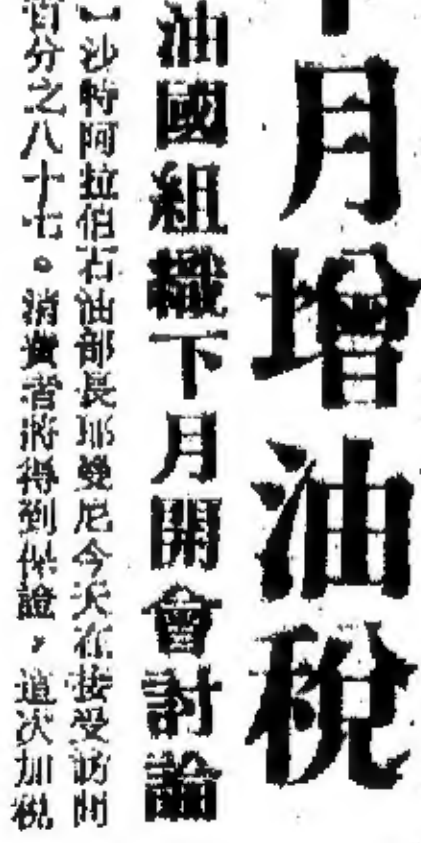 月增油稅
油國組織下月開會討論
】沙特阿拉伯石油部長耶曼尼今天在接受訪問
百分之八十七。消費者將得到保證，這次加稅